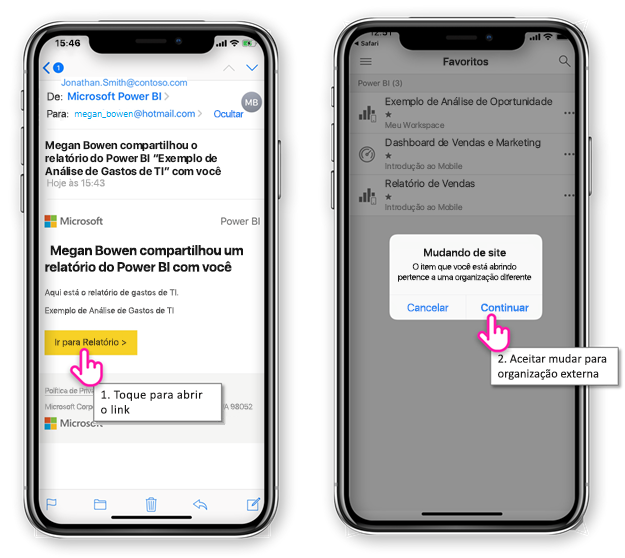 15:46
1
Jonathan.Smith@contoso.com
De: Microsoft Power BI
MB
Para: megan_bowen@hotmail.com
Ocultar
Megan Bowen compartilhou o
relatório do Power BI "Exemplo de
Análise de Gastos de TI" com você
Hoje às 15:43
Microsoft
Power BI
Megan Bowen compartilhou um
relatório do Power BI com você
Aqui está o relatório de gastos de TI.
Exemplo de Análise de Gastos de TI
Ir para Relatório >
1. Toque para abrir
o link
Política de
Microsoft
98052
Microsoft
Safari
Favoritos
Power BI (3)
Exemplo de Análise de Oportunidade
Meu Workspace
Dashboard de Vendas e Marketing
Introdução ao Mobile
Relatório de Vendas
Introdução ao Mobile
Mudando de site
O item que você está abrindo
pertence a uma organização diferente
Cancelar
Continuar
2. Aceitar mudar para
organização externa